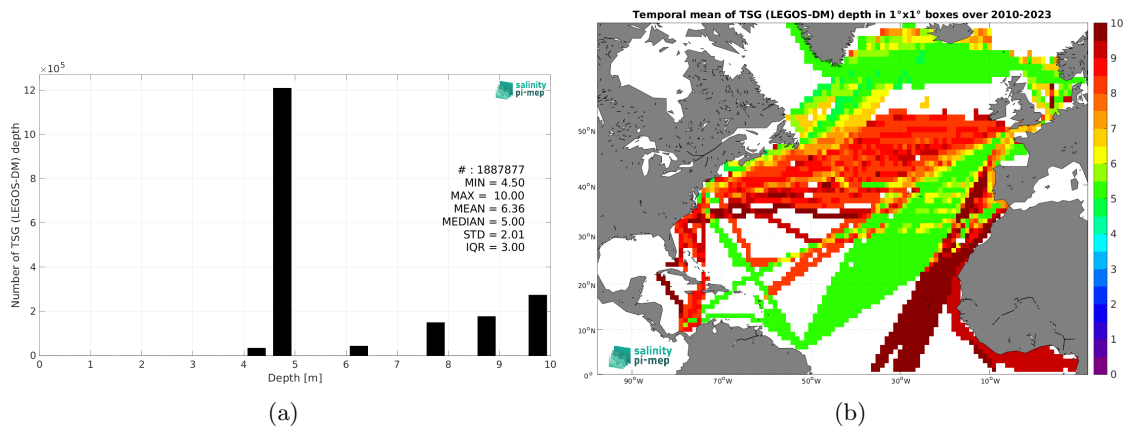 Temporal mean of TSG (LEGOS-DM) depth in 1°x1° boxes over 2010-2023
×10⁵
12
10
8
6
4
2
0
Number of TSG (LEGOS-DM) depth
salinity
pi-mep
# : 1887877
MIN = 4.50
MAX = 10.00
MEAN = 6.36
MEDIAN = 5.00
STD = 2.01
IQR = 3.00
0 1 2 3 4 5 6 7 8 9 10
Depth [m]
(a)
50°N
40°N
30°N
20°N
10°N
0°
90°W 70°W 50°W 30°W 10°W
salinity
pi-mep
10
9
8
7
6
5
4
3
2
1
0
(b)